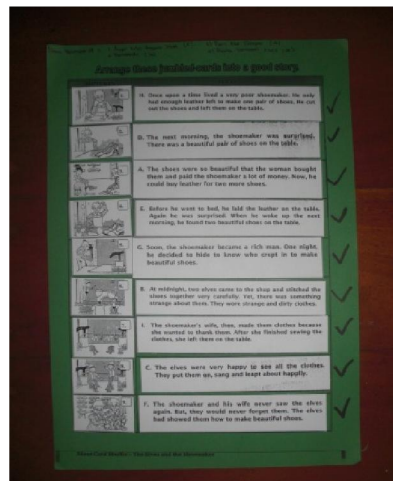 Arrange these jumbled cards into a good story.
H. Once upon a time lived a very poor shoemaker. He only
had enough leather left to make one pair of shoes. He cut
out the shoes and left them on the table.
D. The next morning, the shoemaker was surprised.
There was a beautiful pair of shoes on the table.
A. The shoes were so beautiful that the woman bought
them and paid the shoemaker a lot of money. Now, he
could buy leather for two more shoes.
E. Before he went to bed, he laid the leather on the table.
Again he was surprised. When he woke up the next
morning, he found two beautiful shoes on the table.
G. Soon, the shoemaker became a rich man. One night,
he decided to hide to know who crept in to make
beautiful shoes.
B. At midnight, two elves came to the shop and stitched the
shoes together very carefully. Yet, there was something
strange about them. They wore strange and dirty clothes.
I. The shoemaker's wife, then, made them clothes because
she wanted to thank them. After she finished sewing the
clothes, she left them on the table.
C. The elves were very happy to see all the clothes.
They put them on, sang and leapt about happily.
F. The shoemaker and his wife never saw the elves
again. But, they would never forget them. The elves
had showed them how to make beautiful shoes.
The Elves and the Shoemaker